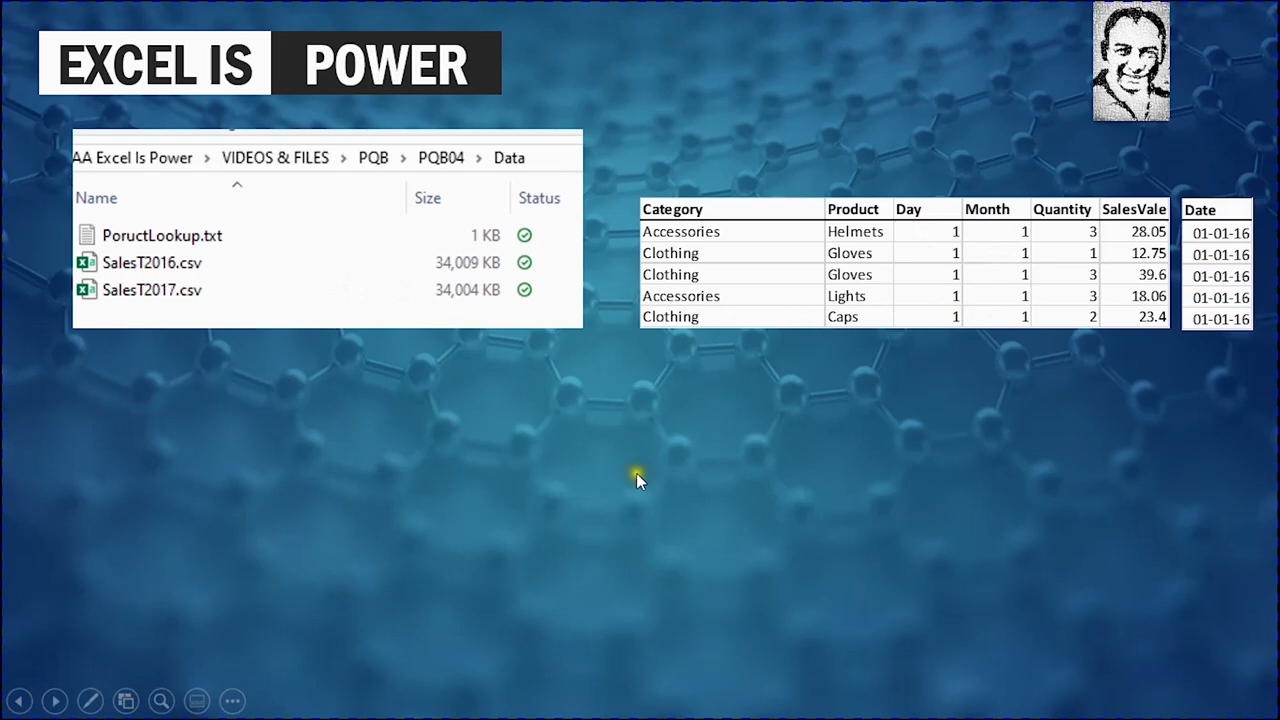 EXCEL IS POWER
AA Excel Is Power > VIDEOS & FILES > PQB > PQB04 > Data
Name Size Status
PoructLookup.txt 1 KB
SalesT2016.csv 34,009 KB
SalesT2017.csv 34,004 KB
Category Product Day Month Quantity SalesVale Date
Accessories Helmets 1 1 3 28.05 01-01-16
Clothing Gloves 1 1 1 12.75 01-01-16
Clothing Gloves 1 1 3 39.6 01-01-16
Accessories Lights 1 1 3 18.06 01-01-16
Clothing Caps 1 1 2 23.4 01-01-16